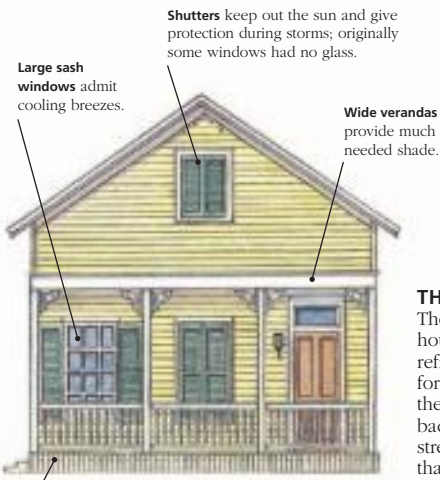 Shutters keep out the sun and give
protection during storms; originally
some windows had no glass.
Large sash
windows admit
cooling breezes.
Wide verandas
provide much
needed shade.